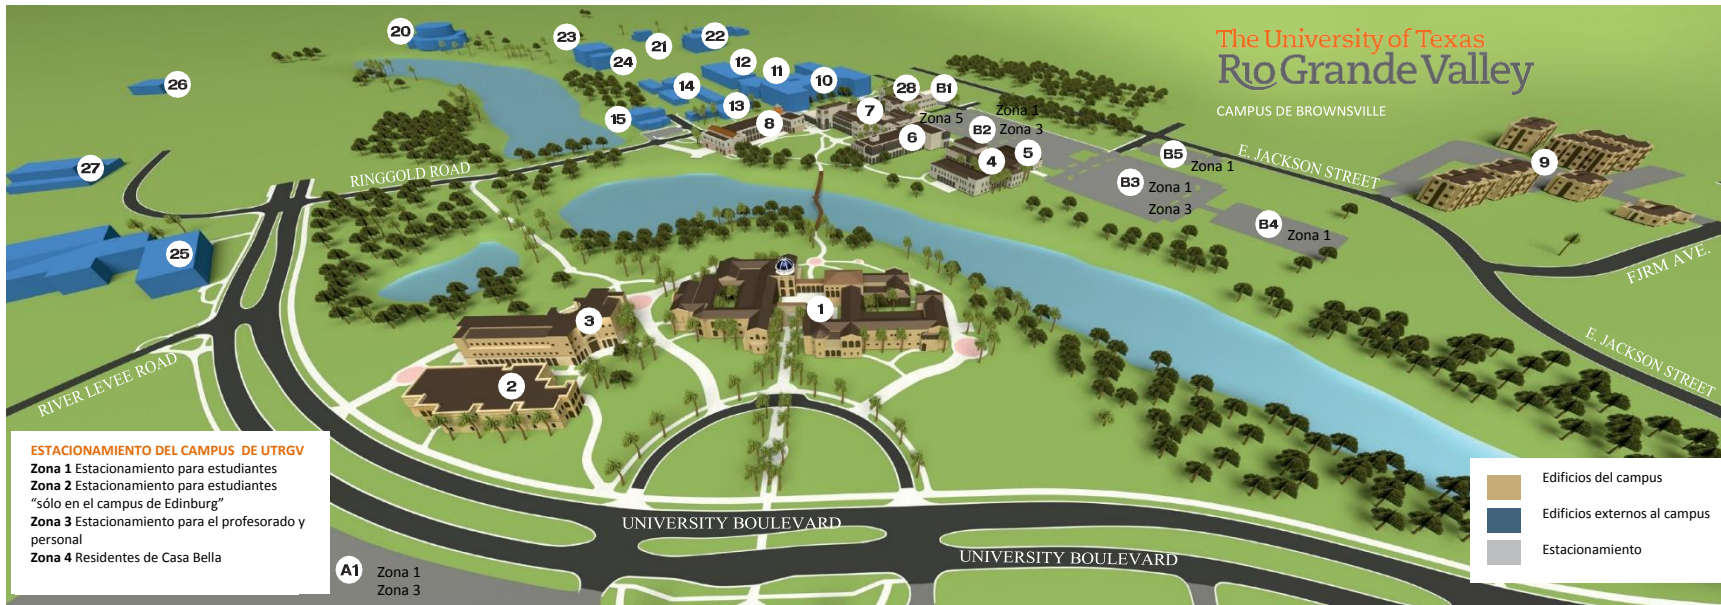 The University of Texas
Rio Grande Valley
CAMPUS DE BROWNSVILLE
20
23
21
22
24
26
12
11
10
14
13
15
8
7
28
B1
Zona 1
Zona 5
B2
Zona 3
6
4
5
B5
Zona 1
E. JACKSON STREET
9
27
RINGGOLD ROAD
B3
Zona 1
Zona 3
B4
Zona 1
FJRM AVE.
25
1
3
2
RIVER LEVEE ROAD
E. JACKSON STREET
ESTACIONAMIENTO DEL CAMPUS DE UTRGV
Zona 1 Estacionamiento para estudiantes
Zona 2 Estacionamiento para estudiantes
“sólo en el campus de Edinburg”
Zona 3 Estacionamiento para el profesorado y
personal
Zona 4 Residentes de Casa Bella
Edificios del campus
Edificios externos al campus
Estacionamiento
UNIVERSITY BOULEVARD
UNIVERSITY BOULEVARD
A1
Zona 1
Zona 3